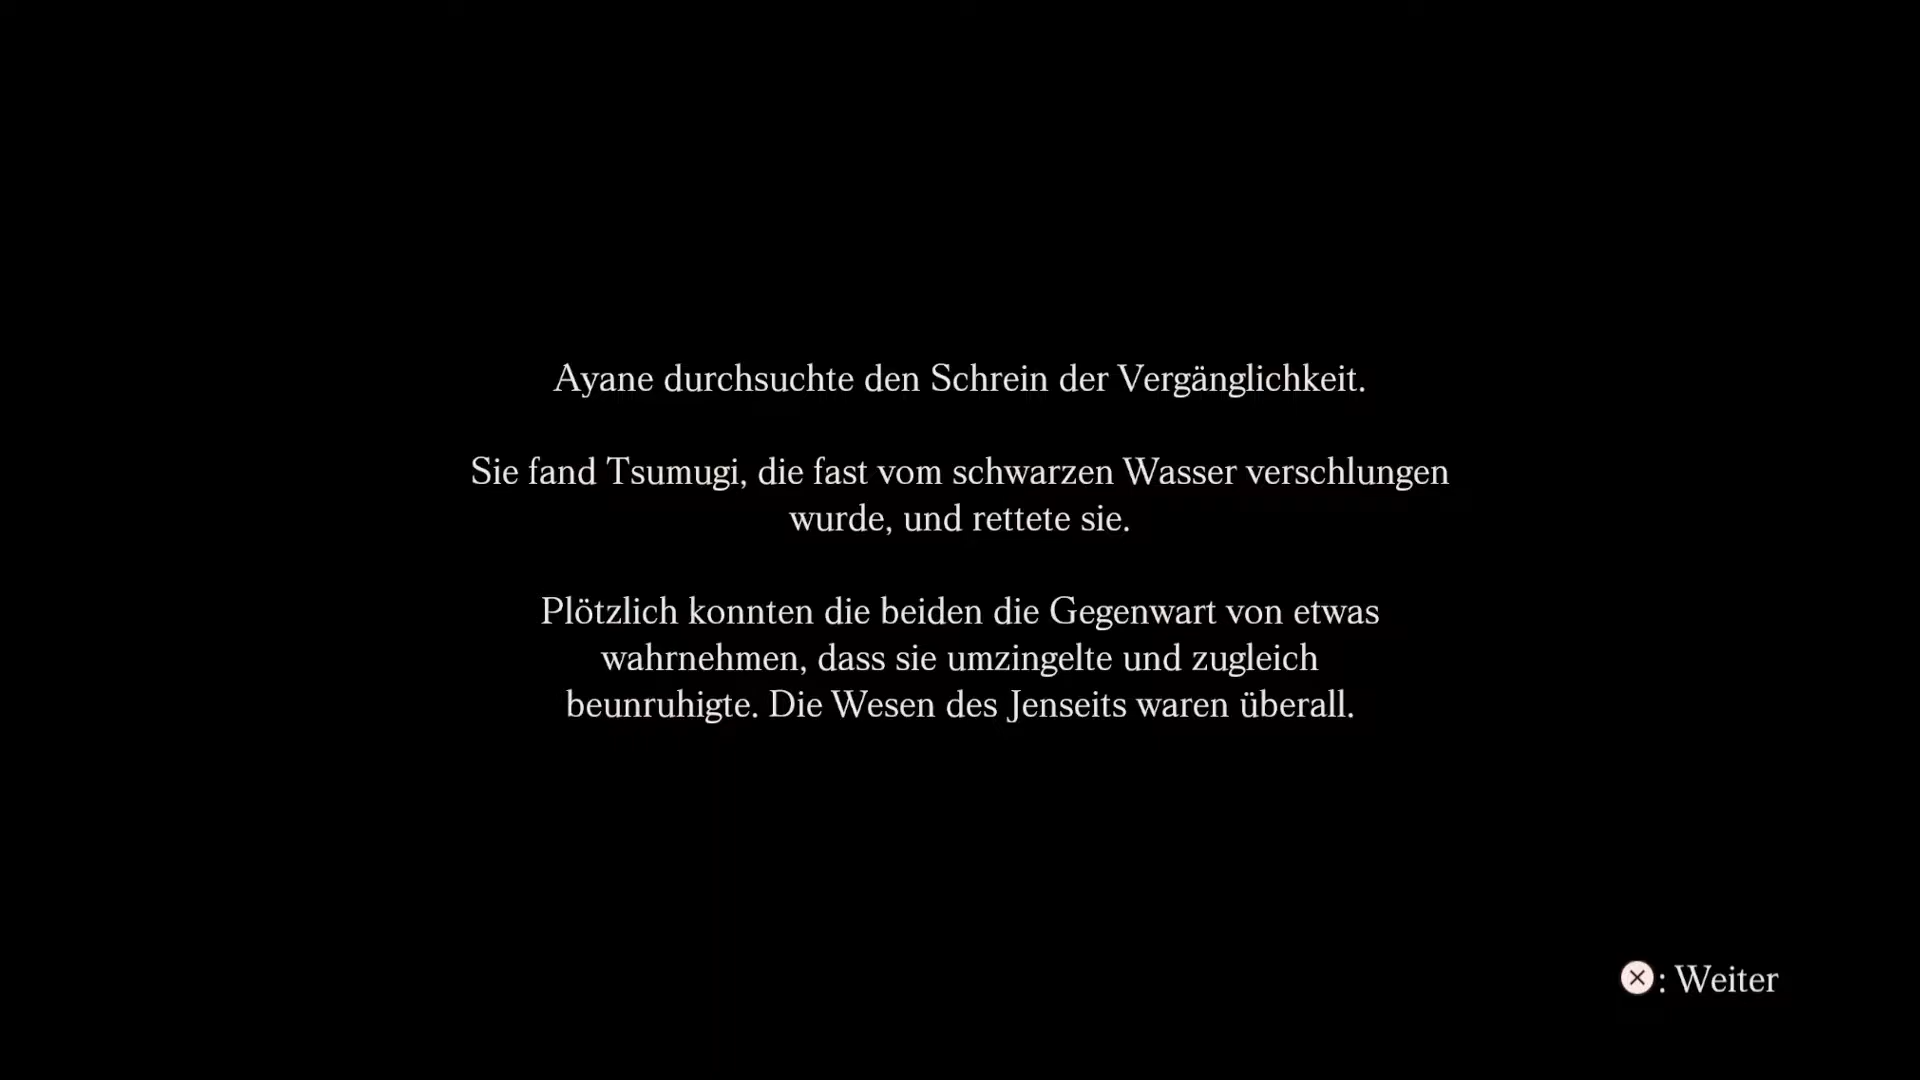 Ayane durchsuchte den Schrein der Vergänglichkeit.
Sie fand Tsumugi, die fast vom schwarzen Wasser verschlungen
wurde, und rettete sie.
Plötzlich konnten die beiden die Gegenwart von etwas
wahrnehmen, dass sie umzingelte und zugleich
beunruhigte. Die Wesen des Jenseits waren überall.
: Weiter